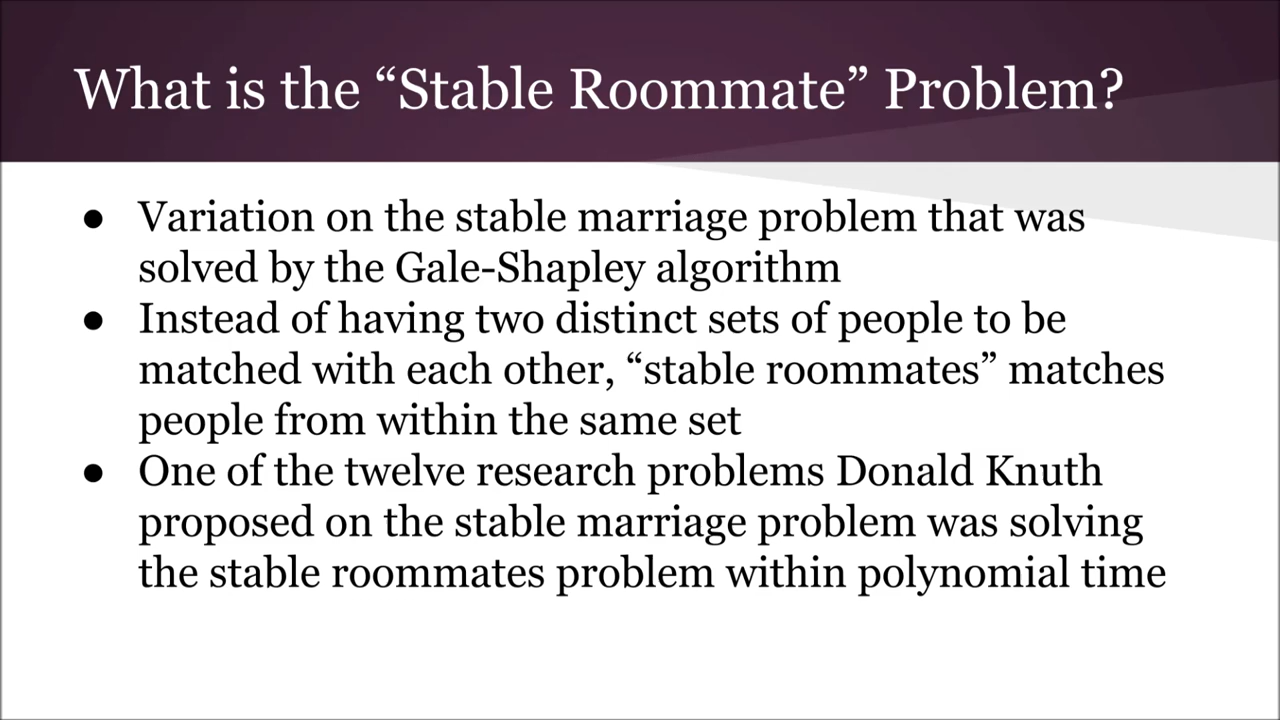 What is the “Stable Roommate” Problem?
● Variation on the stable marriage problem that was
solved by the Gale-Shapley algorithm
● Instead of having two distinct sets of people to be
matched with each other, “stable roommates” matches
people from within the same set
● One of the twelve research problems Donald Knuth
proposed on the stable marriage problem was solving
the stable roommates problem within polynomial time